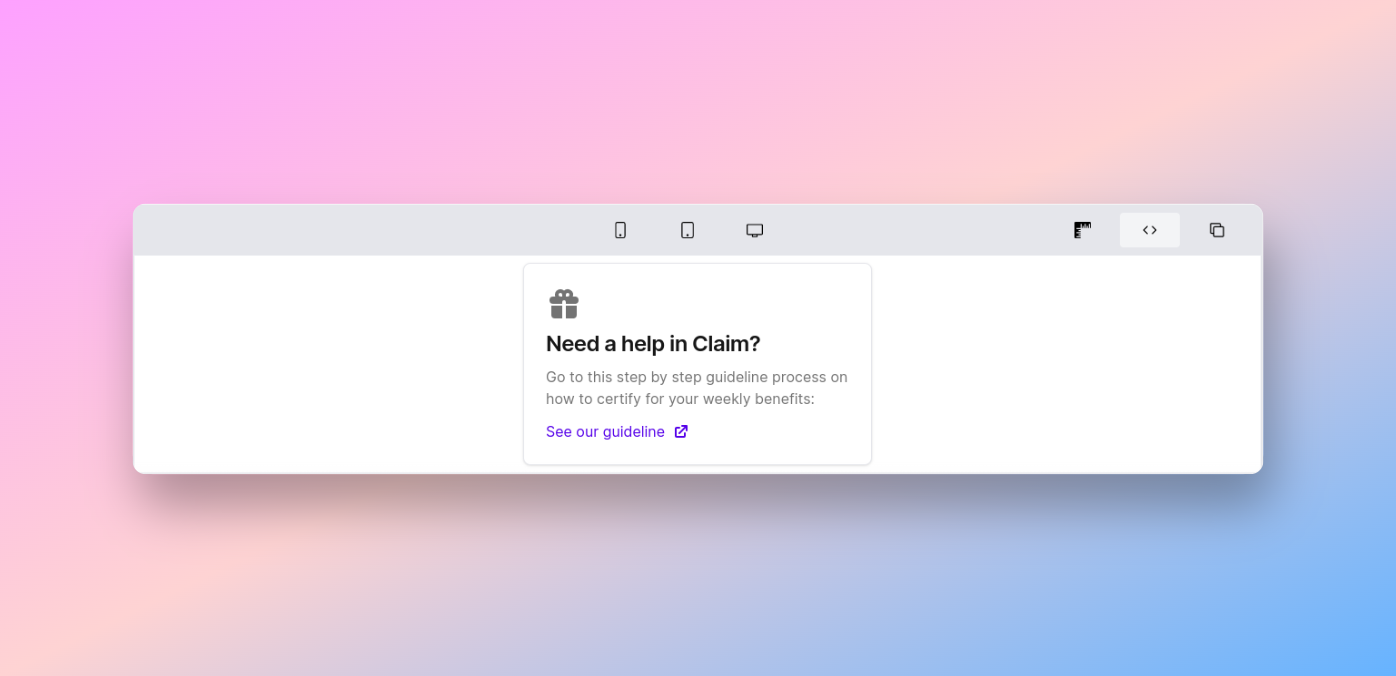 Need a help in Claim?
Go to this step by step guideline process on
how to certify for your weekly benefits:
See our guideline